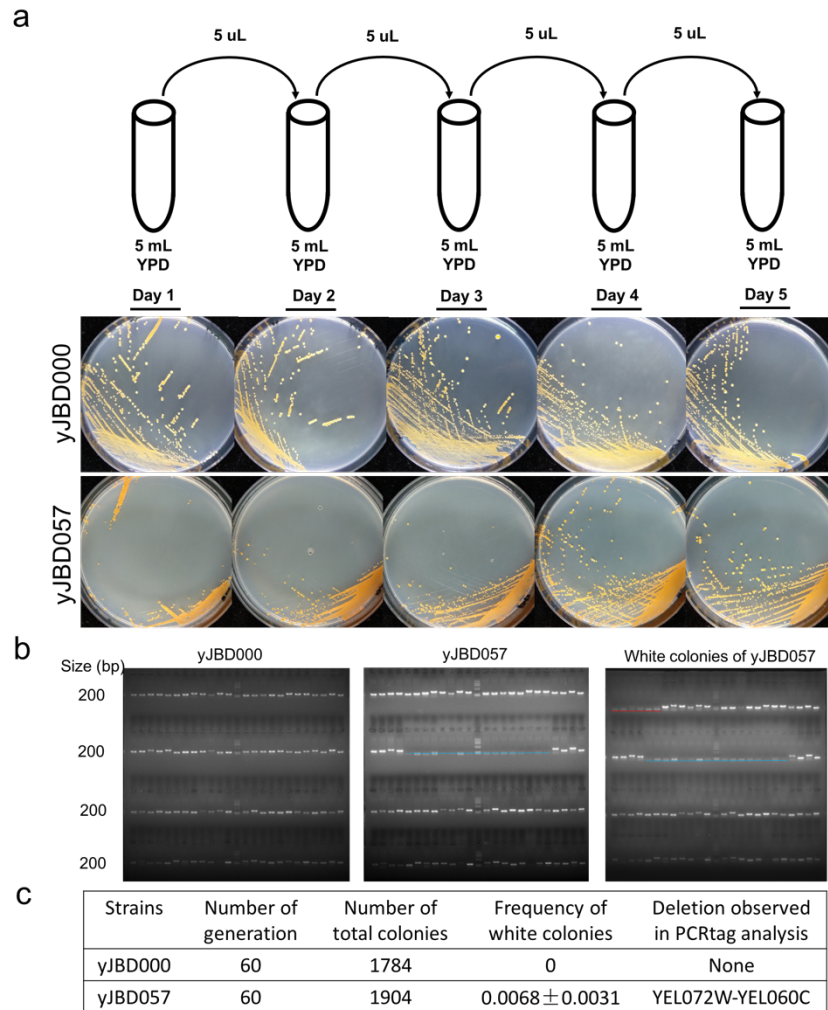 a
5 uL 5 uL 5 uL 5 uL
5 mL 5 mL 5 mL 5 mL 5 mL
YPD YPD YPD YPD YPD
Day 1 Day 2 Day 3 Day 4 Day 5
yJBD000
yJBD057
b
yJBD000 yJBD057 White colonies of yJBD057
Size (bp)
200
200
200
200
c
Strains Number of generation Number of total colonies Frequency of white colonies Deletion observed in PCRtag analysis
yJBD000 60 1784 0 None
yJBD057 60 1904 0.0068±0.0031 YEL072W-YEL060C